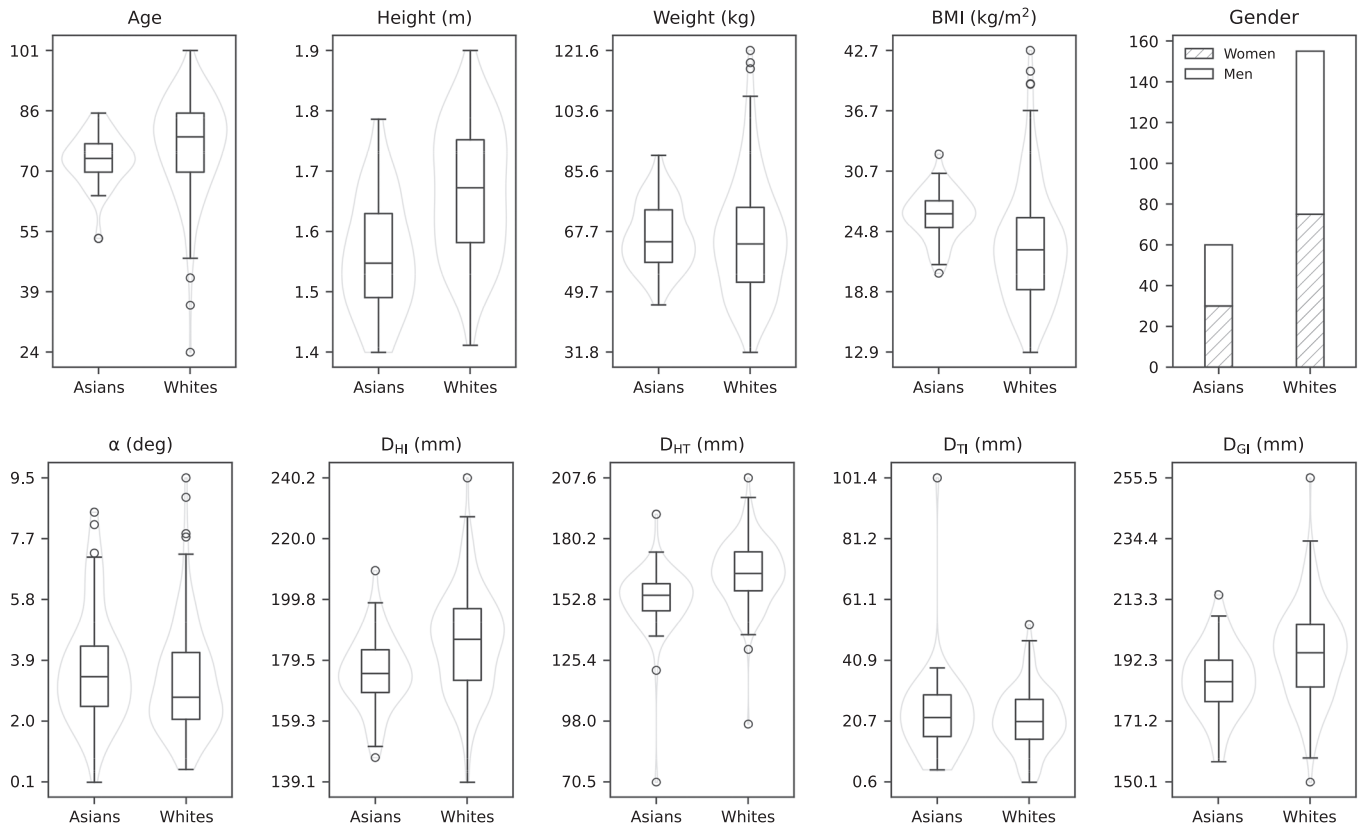 Age
101
86
70
55
39
24
Asians Whites
Height (m)
1.9
1.8
1.7
1.6
1.5
1.4
Asians Whites
Weight (kg)
121.6
103.6
85.6
67.7
49.7
31.8
Asians Whites
BMI (kg/m²)
42.7
36.7
30.7
24.8
18.8
12.9
Asians Whites
Gender
160
140
120
100
80
60
40
20
0
Women
Men
Asians Whites
α (deg)
9.5
7.7
5.8
3.9
2.0
0.1
Asians Whites
D_HI (mm)
240.2
220.0
199.8
179.5
159.3
139.1
Asians Whites
D_HT (mm)
207.6
180.2
152.8
125.4
98.0
70.5
Asians Whites
D_TI (mm)
101.4
81.2
61.1
40.9
20.7
0.6
Asians Whites
D_GI (mm)
255.5
234.4
213.3
192.3
171.2
150.1
Asians Whites